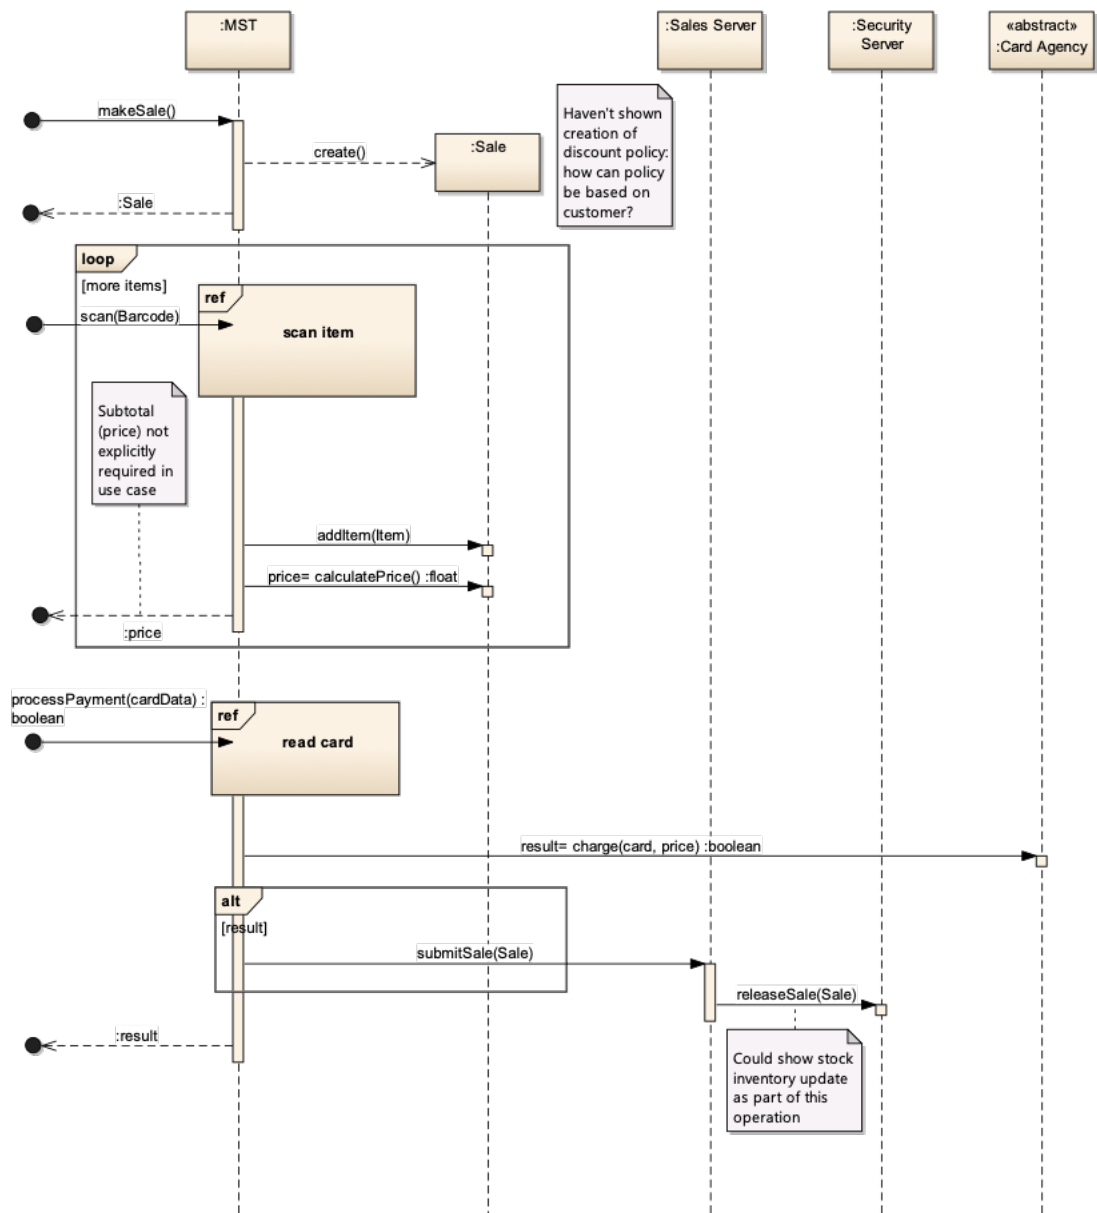 :MST
:Sales Server
:Security
Server
«abstract»
:Card Agency
makeSale()
create()
:Sale
Haven't shown
creation of
discount policy:
how can policy
be based on
customer?
:Sale
loop
[more items]
ref
scan(Barcode)
scan item
Subtotal
(price) not
explicitly
required in
use case
addItem(Item)
price= calculatePrice() :float
:price
processPayment(cardData) :
boolean
ref
read card
result= charge(card, price) :boolean
alt
[result]
submitSale(Sale)
releaseSale(Sale)
:result
Could show stock
inventory update
as part of this
operation